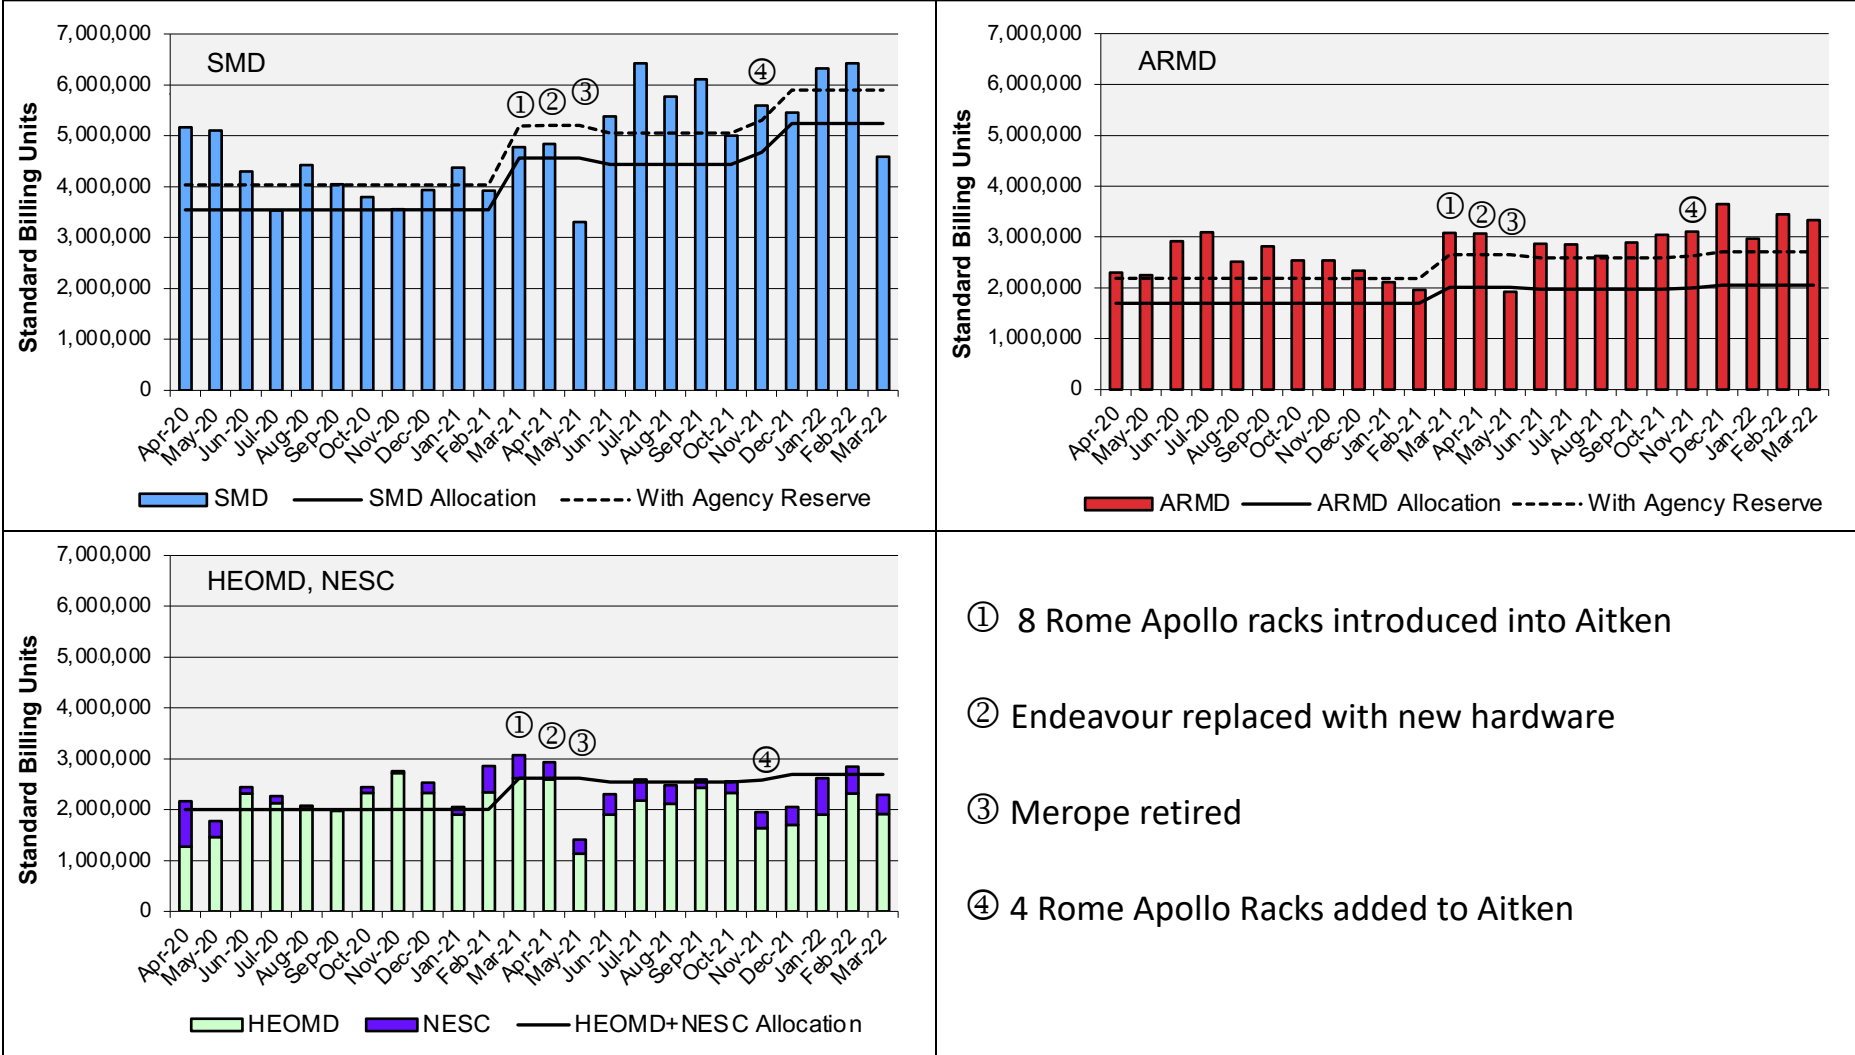 SMD
Standard Billing Units
7,000,000
6,000,000
5,000,000
4,000,000
3,000,000
2,000,000
1,000,000
0
① ② ③ ④
Apr-20 May-20 Jun-20 Jul-20 Aug-20 Sep-20 Oct-20 Nov-20 Dec-20 Jan-21 Feb-21 Mar-21 Apr-21 May-21 Jun-21 Jul-21 Aug-21 Sep-21 Oct-21 Nov-21 Dec-21 Jan-22 Feb-22 Mar-22
SMD SMD Allocation With Agency Reserve
ARMD
Standard Billing Units
7,000,000
6,000,000
5,000,000
4,000,000
3,000,000
2,000,000
1,000,000
0
① ② ③ ④
Apr-20 May-20 Jun-20 Jul-20 Aug-20 Sep-20 Oct-20 Nov-20 Dec-20 Jan-21 Feb-21 Mar-21 Apr-21 May-21 Jun-21 Jul-21 Aug-21 Sep-21 Oct-21 Nov-21 Dec-21 Jan-22 Feb-22 Mar-22
ARMD ARMD Allocation With Agency Reserve
HEOMD, NESC
Standard Billing Units
7,000,000
6,000,000
5,000,000
4,000,000
3,000,000
2,000,000
1,000,000
0
① ② ③ ④
Apr-20 May-20 Jun-20 Jul-20 Aug-20 Sep-20 Oct-20 Nov-20 Dec-20 Jan-21 Feb-21 Mar-21 Apr-21 May-21 Jun-21 Jul-21 Aug-21 Sep-21 Oct-21 Nov-21 Dec-21 Jan-22 Feb-22 Mar-22
HEOMD NESC HEOMD+NESC Allocation
① 8 Rome Apollo racks introduced into Aitken
② Endeavour replaced with new hardware
③ Merope retired
④ 4 Rome Apollo Racks added to Aitken